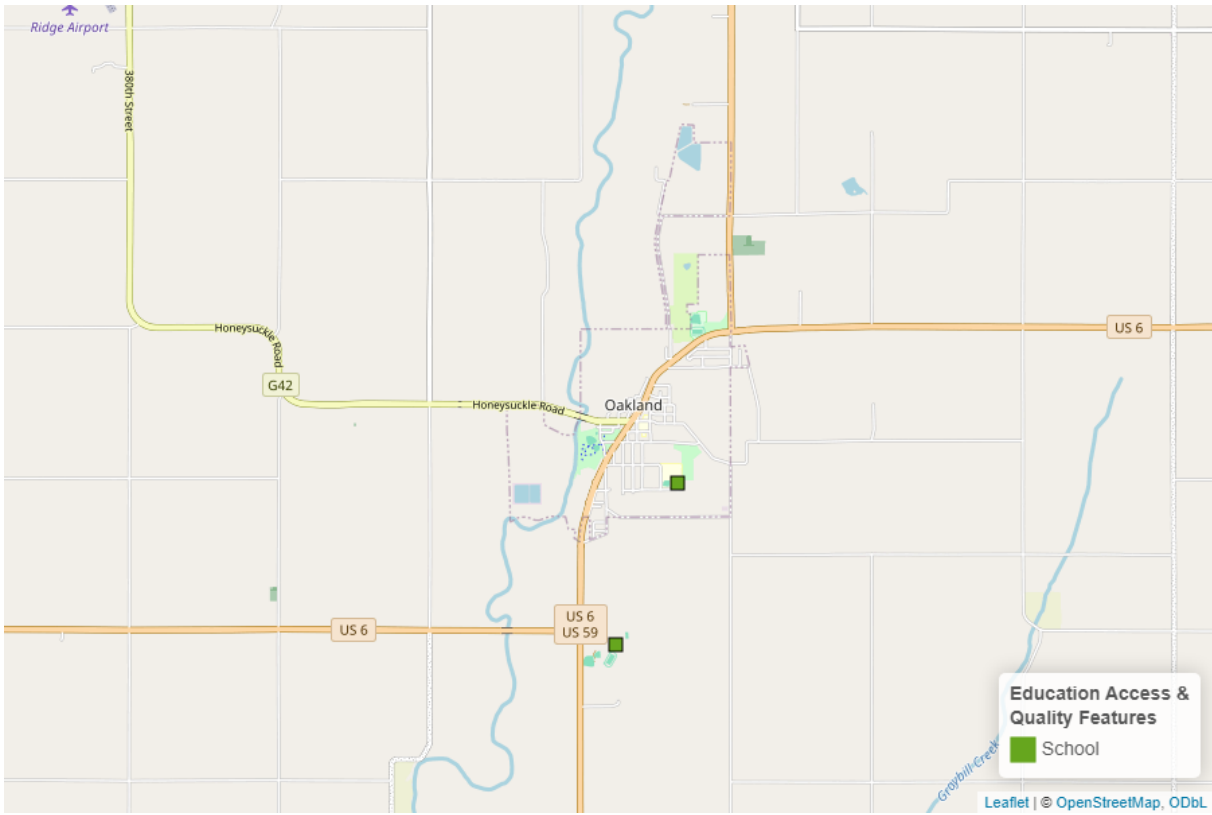 Ridge Airport
380th Street
Honeysuckle Road
US 6
G42
Honeysuckle Road
Oakland
US 6
US 6
US 59
Education Access &
Quality Features
School
Graybill Creek
Leaflet | © OpenStreetMap, ODbL